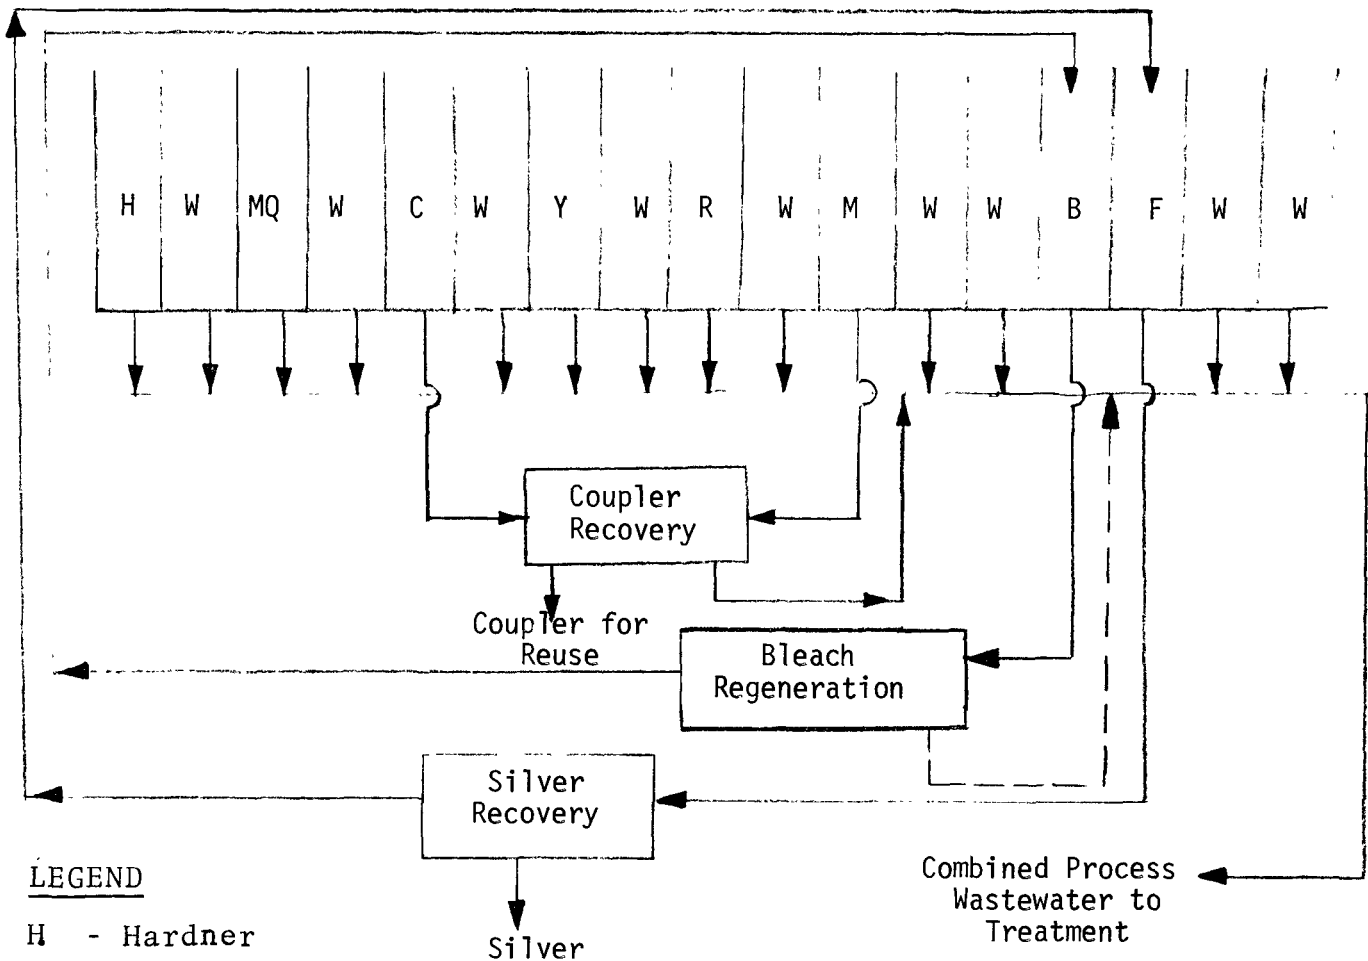 H W MQ W C W Y W R W M W W B F W W
Coupler
Recovery
Coupler for
Reuse
Bleach
Regeneration
Silver
Recovery
Silver
Combined Process
Wastewater to
Treatment
LEGEND
H - Hardner